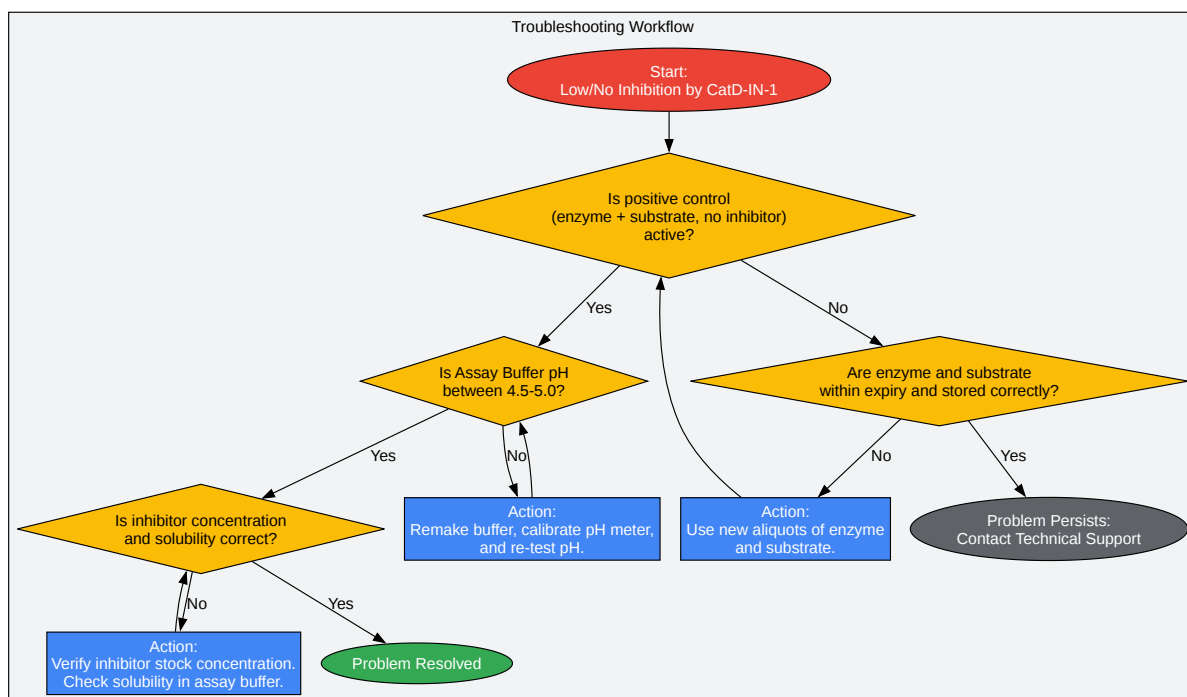 Troubleshooting Workflow
Start:
Low/No Inhibition by CatD-IN-1
Is positive control
(enzyme + substrate, no inhibitor)
active?
Yes
No
Is Assay Buffer pH
between 4.5-5.0?
Are enzyme and substrate
within expiry and stored correctly?
Yes
No
No
Yes
Is inhibitor concentration
and solubility correct?
Action:
Remake buffer, calibrate pH meter,
and re-test pH.
Action:
Use new aliquots of enzyme
and substrate.
Problem Persists:
Contact Technical Support
No
Yes
Action:
Verify inhibitor stock concentration.
Check solubility in assay buffer.
Problem Resolved